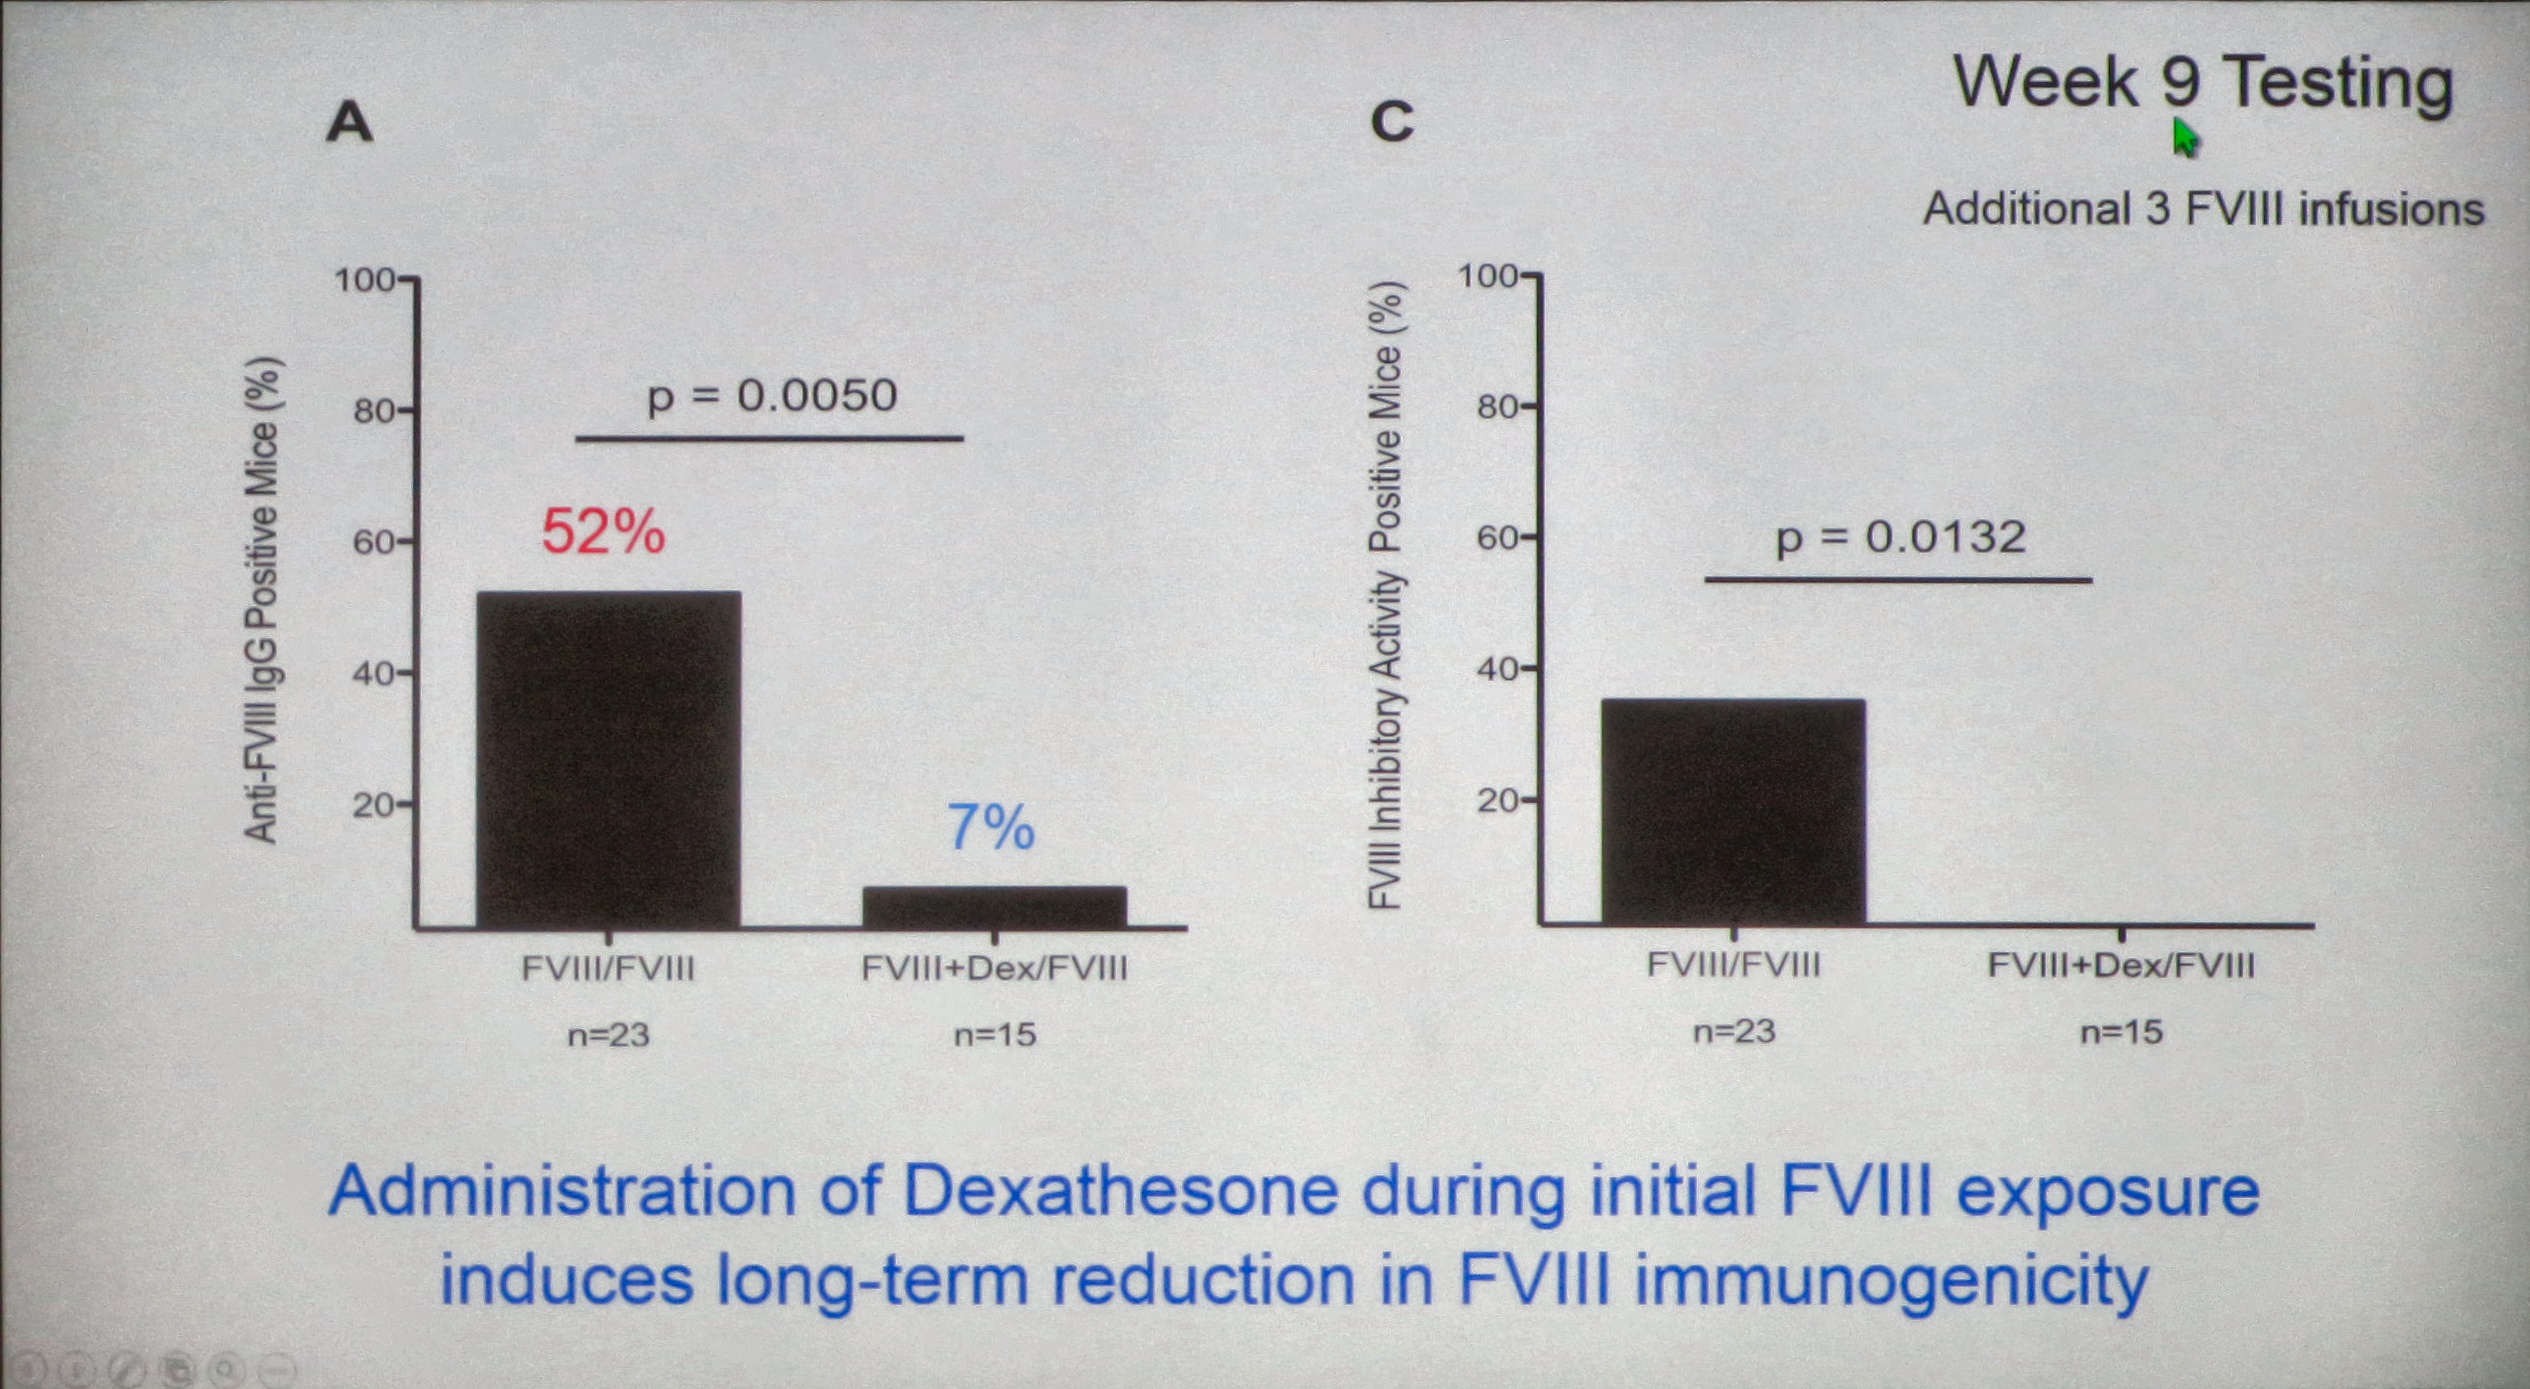 Week 9 Testing
Additional 3 FVIII infusions
A
Anti-FVIII IgG Positive Mice (%)
100
80
60
40
20
p = 0.0050
52%
7%
FVIII/FVIII
FVIII+Dex/FVIII
n=23
n=15
C
FVIII Inhibitory Activity Positive Mice (%)
100
80
60
40
20
p = 0.0132
FVIII/FVIII
FVIII+Dex/FVIII
n=23
n=15
Administration of Dexathesone during initial FVIII exposure
induces long-term reduction in FVIII immunogenicity